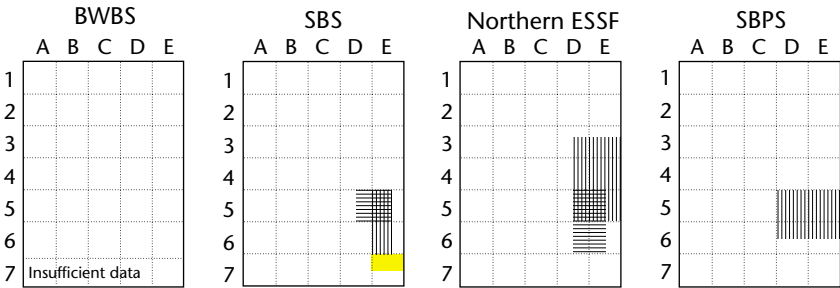 BWBS SBS Northern ESSF SBPS
A B C D E A B C D E A B C D E A B C D E
1 1 1 1
2 2 2 2
3 3 3 3
4 4 4 4
5 5 5 5
6 6 6 6
7 Insufficient data 7 7 7